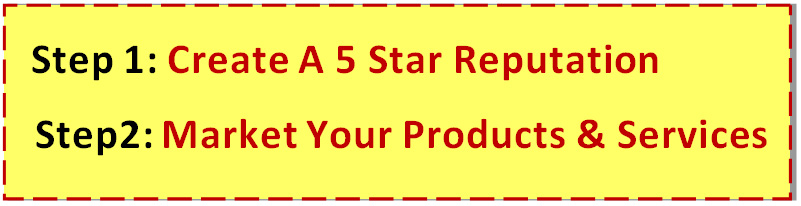 Step 1: Create A 5 Star Reputation
Step2: Market Your Products & Services